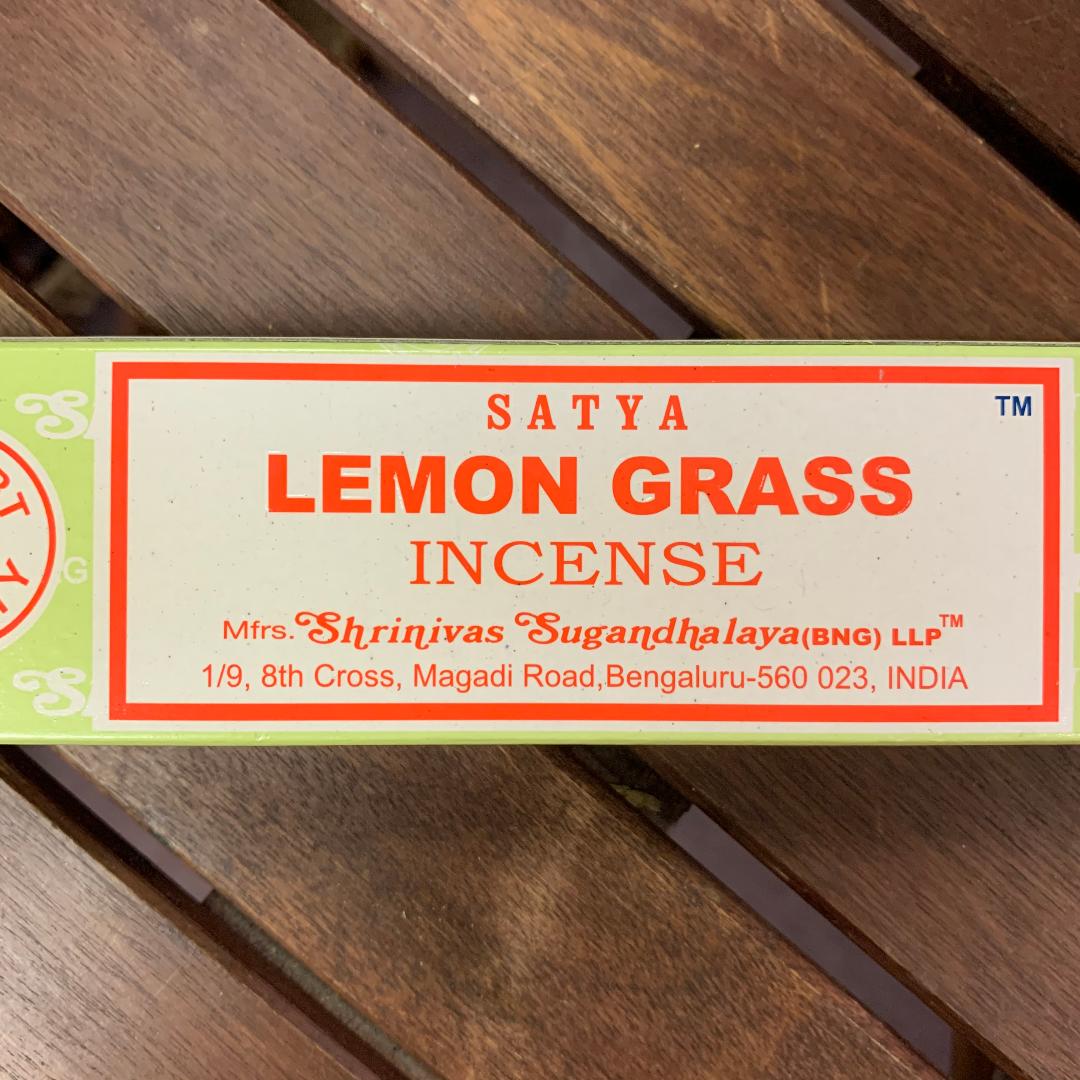 SATYA
TM
LEMON GRASS
INCENSE
Mfrs. Shrinivas Sugandhalaya (BNG) LLP TM
1/9, 8th Cross, Magadi Road, Bengaluru-560 023, INDIA